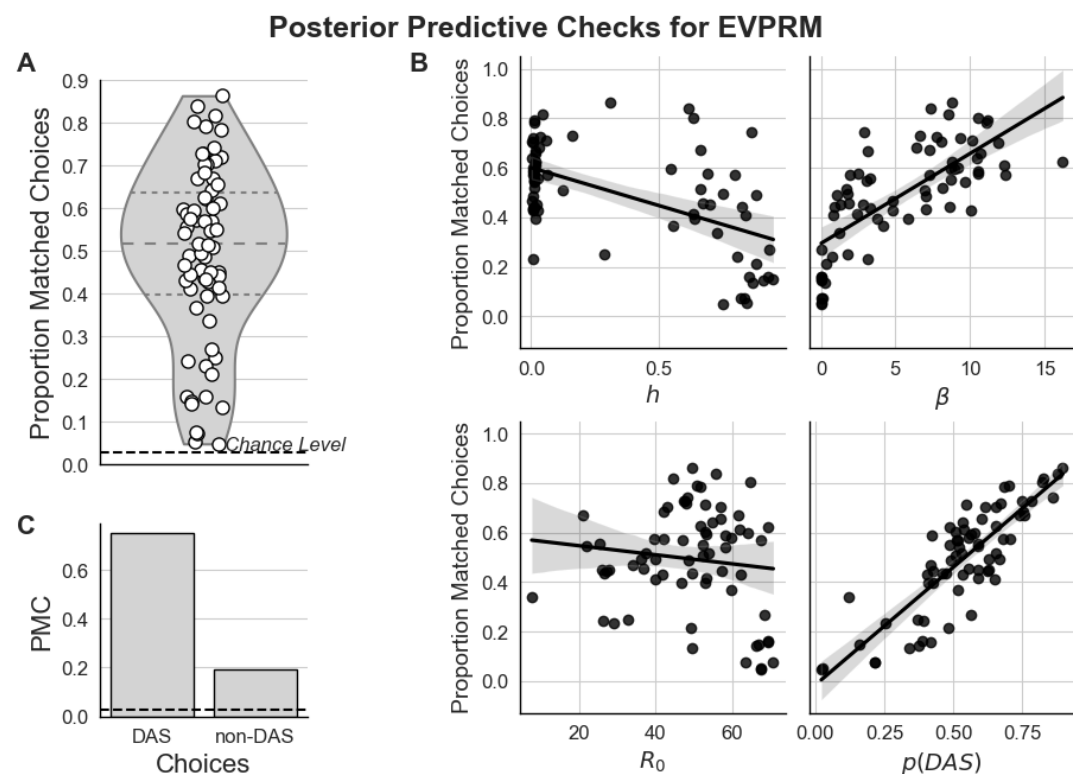 Posterior Predictive Checks for EVPRM
A
Proportion Matched Choices
0.9
0.8
0.7
0.6
0.5
0.4
0.3
0.2
0.1
0.0
Chance Level
B
Proportion Matched Choices
1.0
0.8
0.6
0.4
0.2
0.0
0.0 0.5
h
0 5 10 15
β
Proportion Matched Choices
1.0
0.8
0.6
0.4
0.2
0.0
20 40 60
R₀
0.00 0.25 0.50 0.75
p(DAS)
C
PMC
0.6
0.4
0.2
0.0
DAS non-DAS
Choices